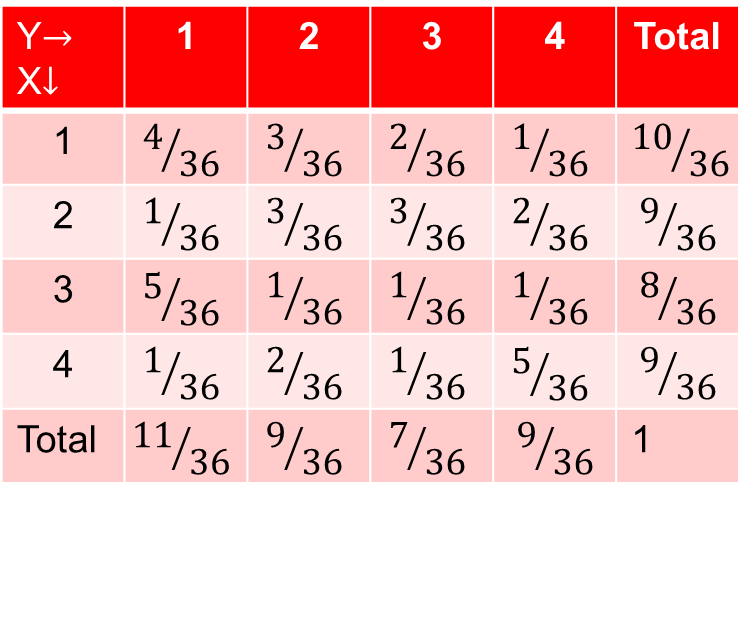 Y→ 1 2 3 4 Total
X↓
1 4/36 3/36 2/36 1/36 10/36
2 1/36 3/36 3/36 2/36 9/36
3 5/36 1/36 1/36 1/36 8/36
4 1/36 2/36 1/36 5/36 9/36
Total 11/36 9/36 7/36 9/36 1